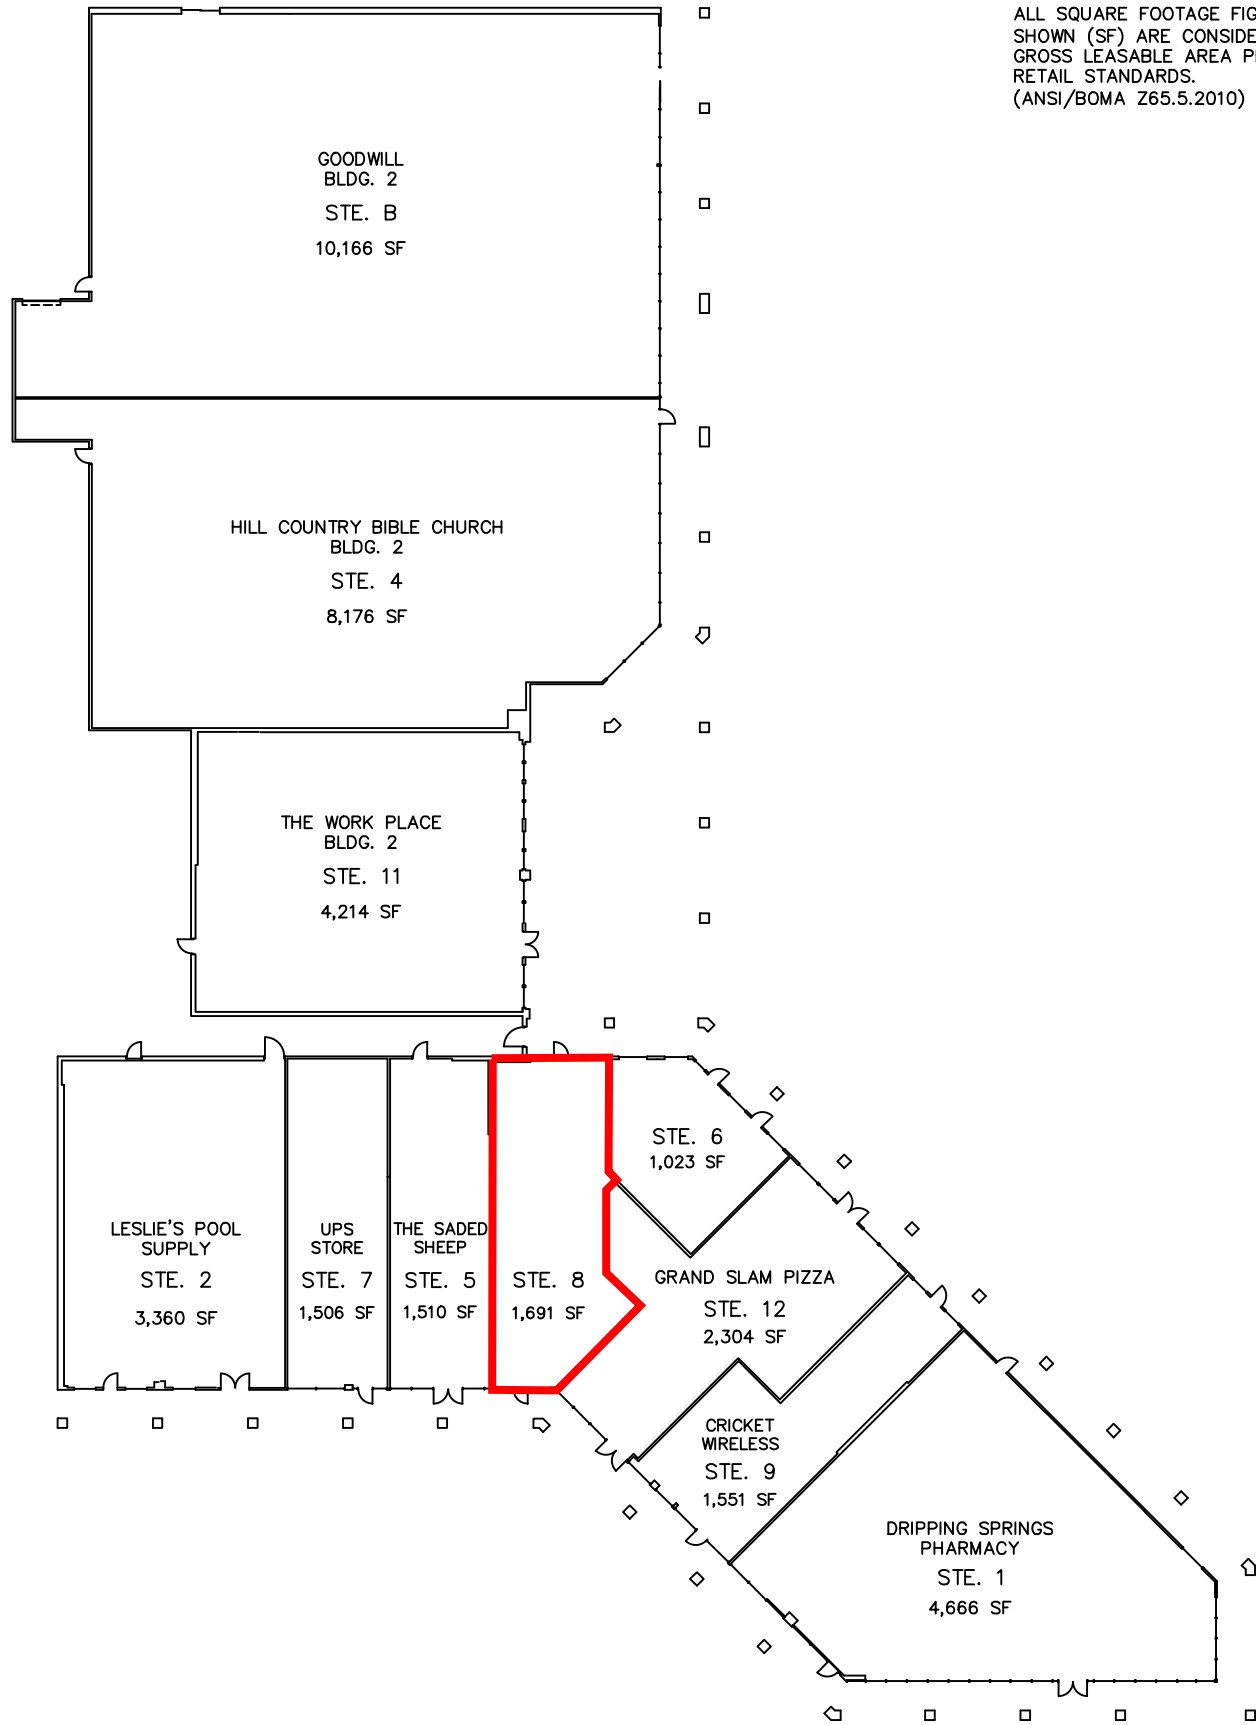 ALL SQUARE FOOTAGE
SHOWN (SF) ARE
GROSS LEASABLE AREA
RETAIL STANDARDS.
(ANSI/BOMA Z65.5.2010)
GOODWILL
BLDG. 2
STE. B
10,166 SF
HILL COUNTRY BIBLE CHURCH
BLDG. 2
STE. 4
8,176 SF
THE WORK PLACE
BLDG. 2
STE. 11
4,214 SF
LESLIE'S POOL
SUPPLY
STE. 2
3,360 SF
UPS
STORE
STE. 7
1,506 SF
THE SADED
SHEEP
STE. 5
1,510 SF
STE. 8
1,691 SF
STE. 6
1,023 SF
GRAND SLAM PIZZA
STE. 12
2,304 SF
CRICKET
WIRELESS
STE. 9
1,551 SF
DRIPPING SPRINGS
PHARMACY
STE. 1
4,666 SF